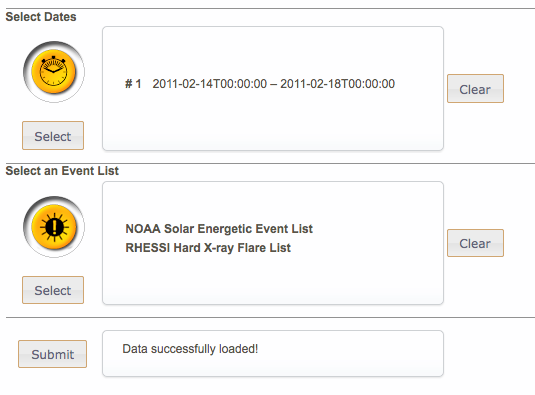 Select Dates
# 1 2011-02-14T00:00:00 – 2011-02-18T00:00:00
Clear
Select
Select an Event List
NOAA Solar Energetic Event List
RHESSI Hard X-ray Flare List
Clear
Select
Submit
Data successfully loaded!